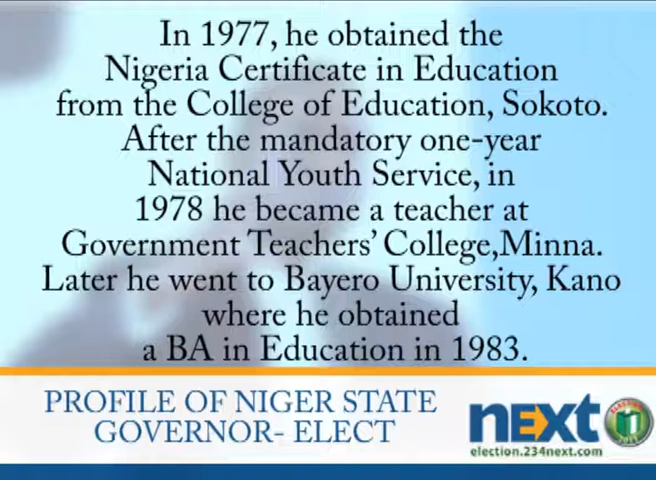 In 1977, he obtained the
Nigeria Certificate in Education
from the College of Education, Sokoto.
After the mandatory one-year
National Youth Service, in
1978 he became a teacher at
Government Teachers' College,Minna.
Later he went to Bayero University, Kano
where he obtained
a BA in Education in 1983.
PROFILE OF NIGER STATE
GOVERNOR- ELECT
next
election.234next.com